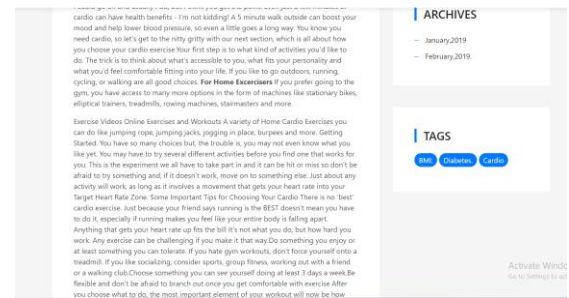 cardio can have health benefits - I'm not kidding! A 5 minute walk outside can boost your
mood and help lower blood pressure, so even a little goes a long way. You know you
need cardio, so let's get to the nitty gritty with our next section, which is all about how
you choose your cardio exercise.Your first step is to what kind of activities you'd like to
do. The trick is to think about what's accessible to you, what fits your personality and
what you'd feel comfortable fitting into your life. If you like to go outdoors, running,
cycling, or walking are all good choices. For Home Excercisers If you prefer going to the
gym, you have access to many more options in the form of machines like stationary bikes,
elliptical trainers, treadmills, rowing machines, stairmasters and more.
Exercise Videos Online Exercises and Workouts A variety of Home Cardio Exercises you
can do like jumping rope, jumping jacks, jogging in place, burpees and more. Getting
Started. You have so many choices but, the trouble is, you may not even know what you
like yet. You may have to try several different activities before you find one that works for
you. This is the experiment we all have to take part in and it can be hit or miss so don't be
afraid to try something and, if it doesn't work, move on to something else. Just about any
activity will work, as long as it involves a movement that gets your heart rate into your
Target Heart Rate Zone. Some Important Tips for Choosing Your Cardio There is no 'best'
cardio exercise. Just because your friend says running is the BEST doesn't mean you have
to do it, especially if running makes you feel like your entire body is falling apart.
Anything that gets your heart rate up fits the bill It's not what you do, but how hard you
work. Any exercise can be challenging if you make it that way.Do something you enjoy or
at least something you can tolerate. If you hate gym workouts, don't force yourself onto a
treadmill. If you like socializing, consider sports, group fitness, working out with a friend
or a walking club.Choose something you can see yourself doing at least 3 days a week.Be
flexible and don't be afraid to branch out once you get comfortable with exercise After
you choose what to do, the most important element of your workout will now be how
ARCHIVES
– January,2019
– February,2019.
TAGS
BMI Diabetes Cardio
Activate Window
Go to Settings to act